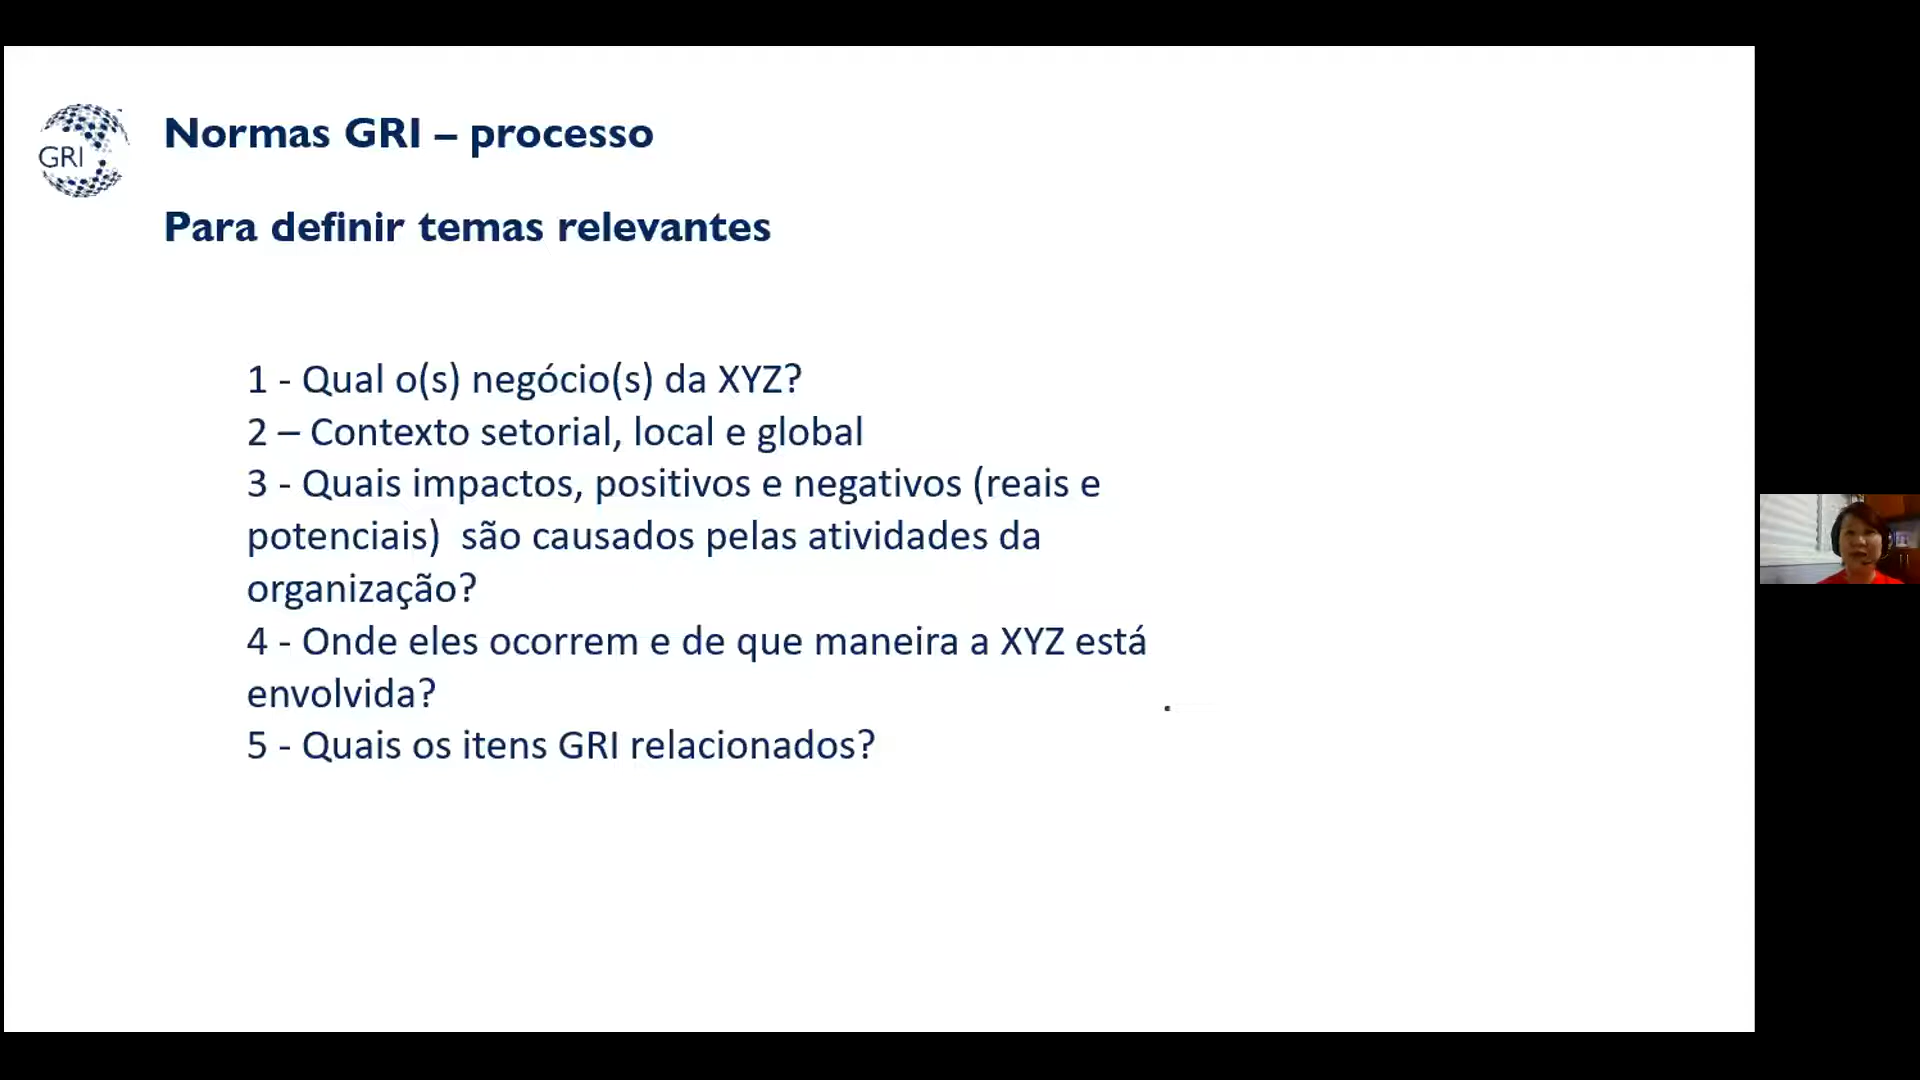 GRI
Normas GRI – processo
Para definir temas relevantes
1 - Qual o(s) negócio(s) da XYZ?
2 – Contexto setorial, local e global
3 - Quais impactos, positivos e negativos (reais e
potenciais)  são causados pelas atividades da
organização?
4 - Onde eles ocorrem e de que maneira a XYZ está
envolvida?
5 - Quais os itens GRI relacionados?